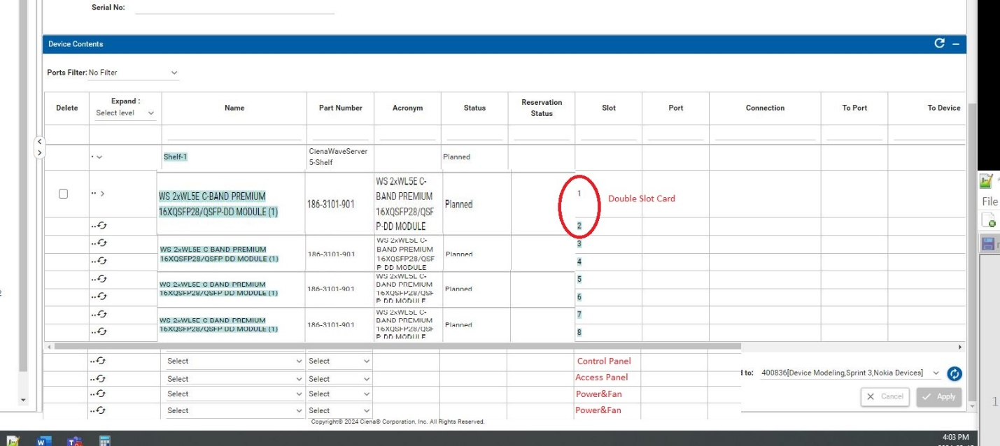 Serial No:
Device Contents
Ports Filter: No Filter
Delete
Expand :
Select level
Name
Part Number
Acronym
Status
Reservation
Status
Slot
Port
Connection
To Port
To Device
Shelf-1
CienaWaveServer
5-Shelf
Planned
WS 2xWL5E C-BAND PREMIUM
16XQSFP28/QSFP-DD MODULE (1)
186-3101-901
WS 2xWL5E C-
BAND PREMIUM
16XQSFP28/QSF
P-DD MODULE
Planned
1
Double Slot Card
2
WS 2xWL5E C BAND PREMIUM
16XQSFP28/QSFP DD MODULE (1)
186-3101-901
WS 2xWL5E C-
BAND PREMIUM
16XQSFP28/QSF
P DD MODULE
Planned
3
4
WS 2xWL5E C BAND PREMIUM
16XQSFP28/QSFP DD MODULE (1)
186-3101-901
WS 2xWL5E C-
BAND PREMIUM
16XQSFP28/QSF
P-DD MODULE
Planned
5
6
WS 2xWL5E C BAND PREMIUM
16XQSFP28/QSFP DD MODULE (1)
186-3101-901
WS 2xWL5E C-
BAND PREMIUM
16XQSFP28/QSF
P DD MODULE
Planned
7
8
Select
Select
Control Panel
Select
Select
Access Panel
Select
Select
Power&Fan
Select
Select
Power&Fan
d to: 400836[Device Modeling,Sprint 3,Nokia Devices]
Cancel
Apply
Copyright® 2024 Ciena® Corporation, Inc. All Rights Reserved.
File
1
2
4:03 PM